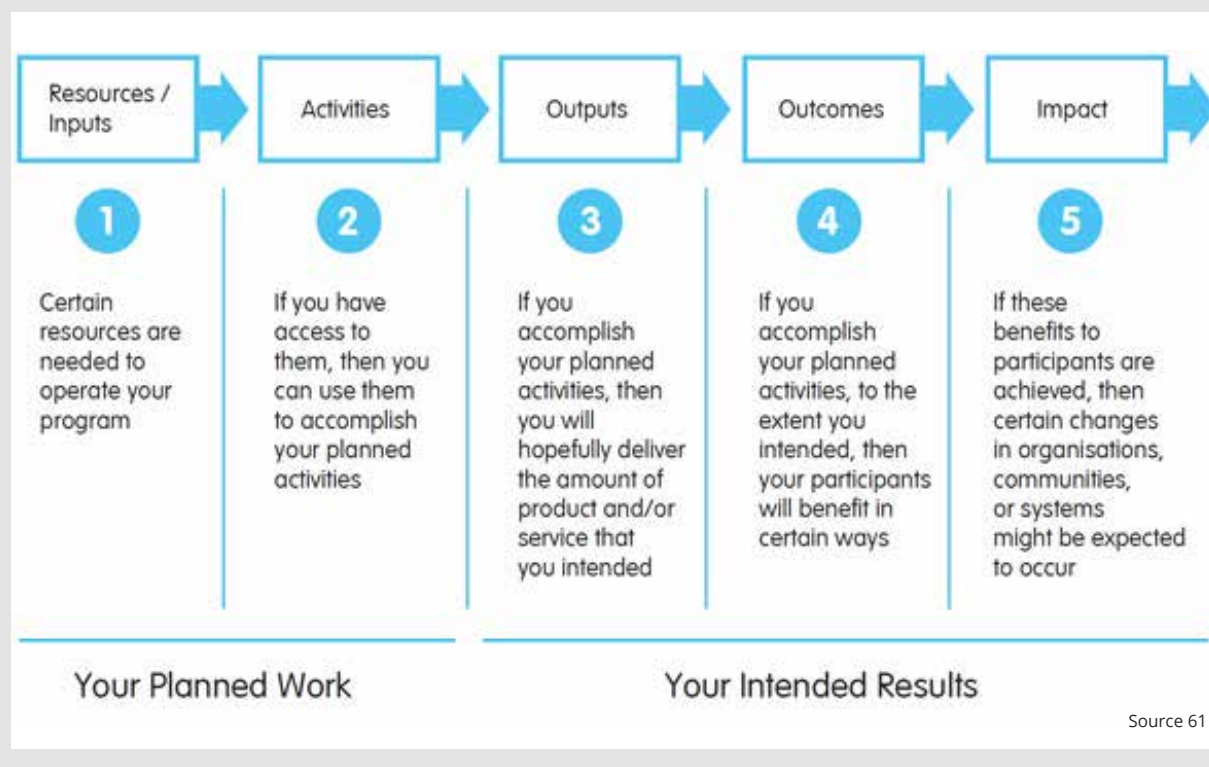 Resources /
Inputs
Activities
Outputs
Outcomes
Impact
1
2
3
4
5
Certain
resources are
needed to
operate your
program
If you have
access to
them, then you
can use them
to accomplish
your planned
activities
If you
accomplish
your planned
activities, then
you will
hopefully deliver
the amount of
product and/or
service that
you intended
If you
accomplish
your planned
activities, to the
extent you
intended, then
your participants
will benefit in
certain ways
If these
benefits to
participants are
achieved, then
certain changes
in organisations,
communities,
or systems
might be expected
to occur
Your Planned Work
Your Intended Results
Source 61